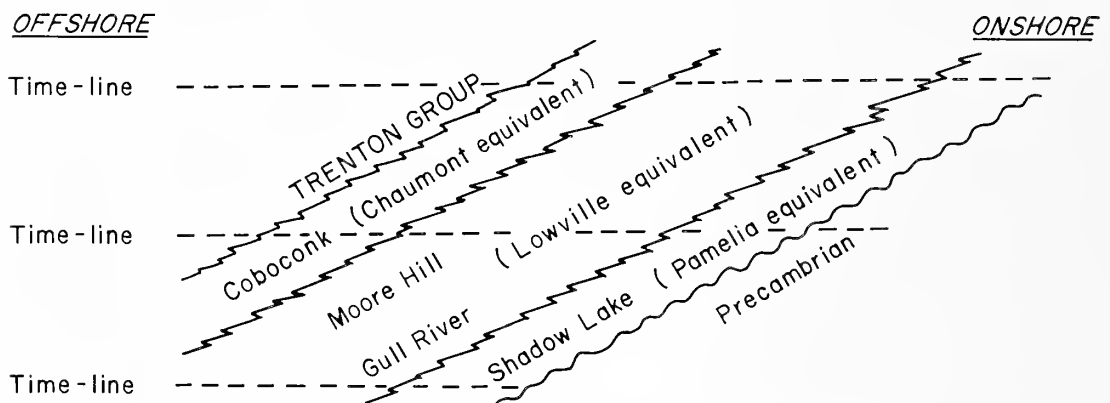 OFFSHORE
ONSHORE
Time-line
TRENTON GROUP
Coboconk (Chaumont equivalent)
Time-line
Moore Hill (Lowville equivalent)
Gull River
Shadow Lake (Pamelia equivalent)
Precambrian
Time-line